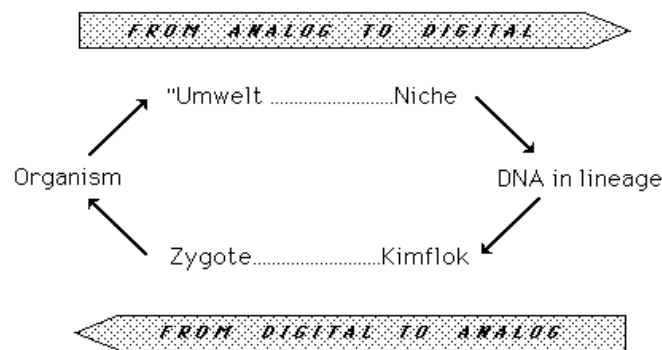 FROM ANALOG TO DIGITAL
"Umwelt ........................Niche
Organism
DNA in lineage
Zygote.........................Kimflok
FROM DIGITAL TO ANALOG